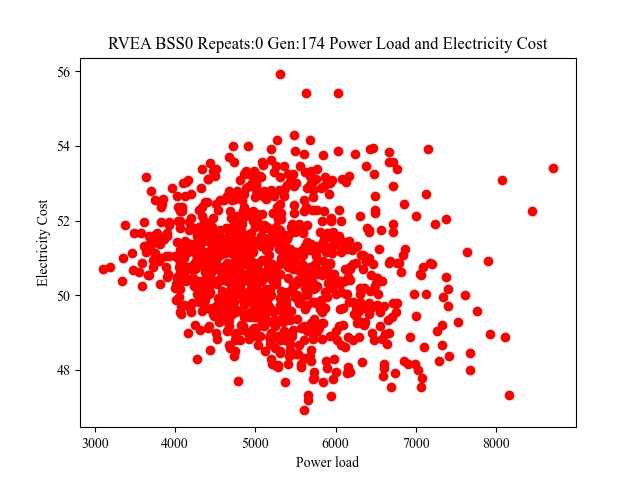 RVEA BSS0 Repeats:0 Gen:174 Power Load and Electricity Cost
56
54
52
50
48
Electricity Cost
3000 4000 5000 6000 7000 8000
Power load